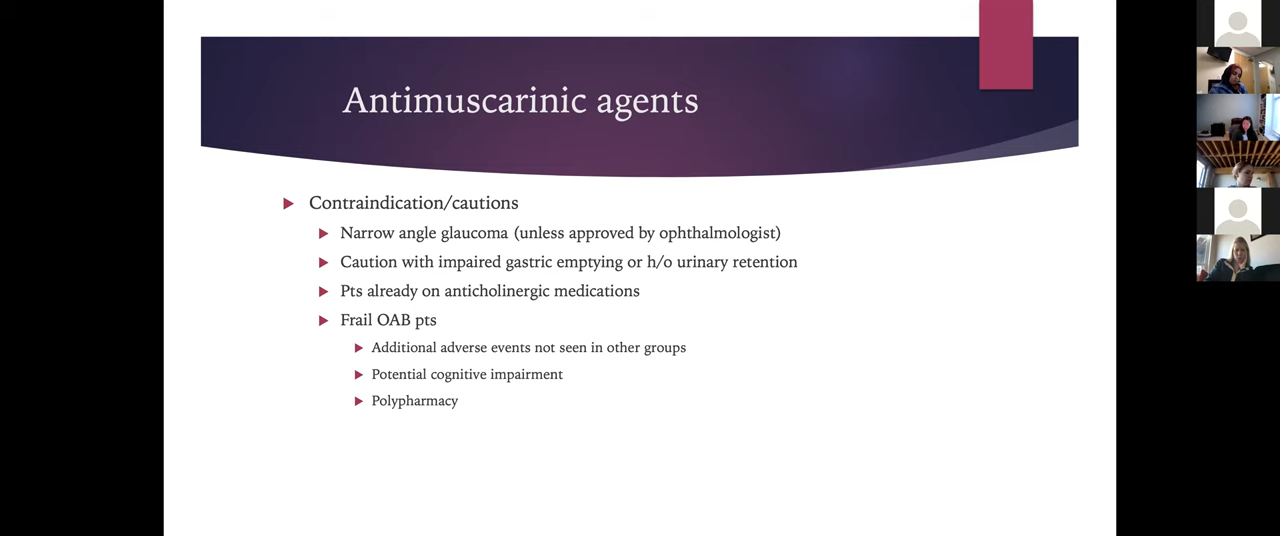 Antimuscarinic agents
Contraindication/cautions
Narrow angle glaucoma (unless approved by ophthalmologist)
Caution with impaired gastric emptying or h/o urinary retention
Pts already on anticholinergic medications
Frail OAB pts
Additional adverse events not seen in other groups
Potential cognitive impairment
Polypharmacy